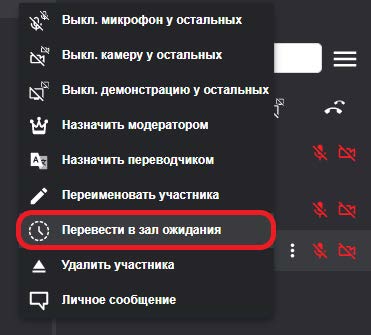 Выкл. микрофон у остальных
Выкл. камеру у остальных
Выкл. демонстрацию у остальных
Назначить модератором
Назначить переводчиком
Переименовать участника
Перевести в зал ожидания
Удалить участника
Личное сообщение